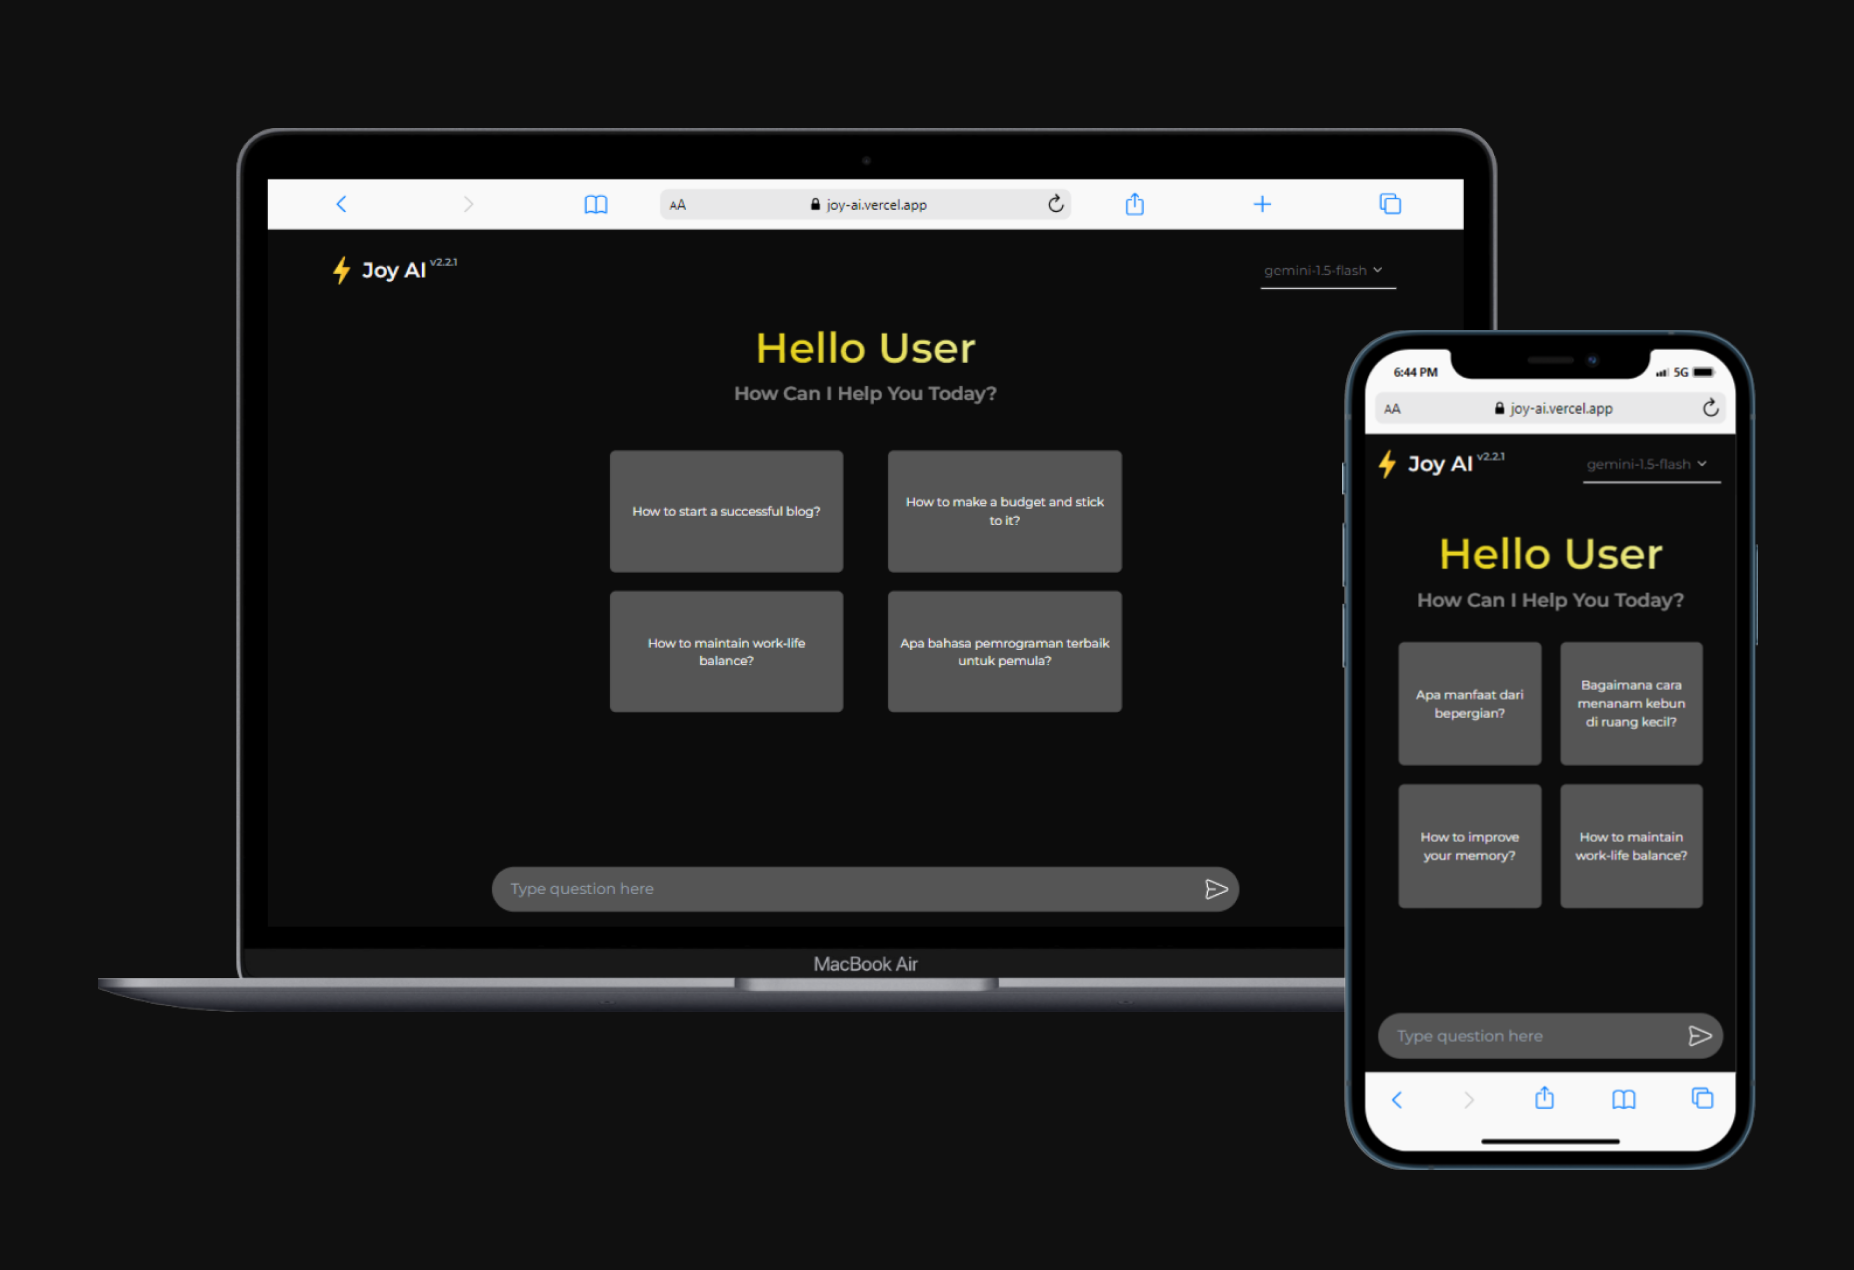 AA joy-ai.vercel.app
Joy AI v2.2.1
gemini-1.5-flash
Hello User
How Can I Help You Today?
How to start a successful blog?
How to make a budget and stick
to it?
How to maintain work-life
balance?
Apa bahasa pemrograman terbaik
untuk pemula?
Type question here
MacBook Air
6:44 PM
5G
AA joy-ai.vercel.app
Joy AI v2.2.1
gemini-1.5-flash
Hello User
How Can I Help You Today?
Apa manfaat dari
bepergian?
Bagaimana cara
menanam kebun
di ruang kecil?
How to improve
your memory?
How to maintain
work-life balance?
Type question here